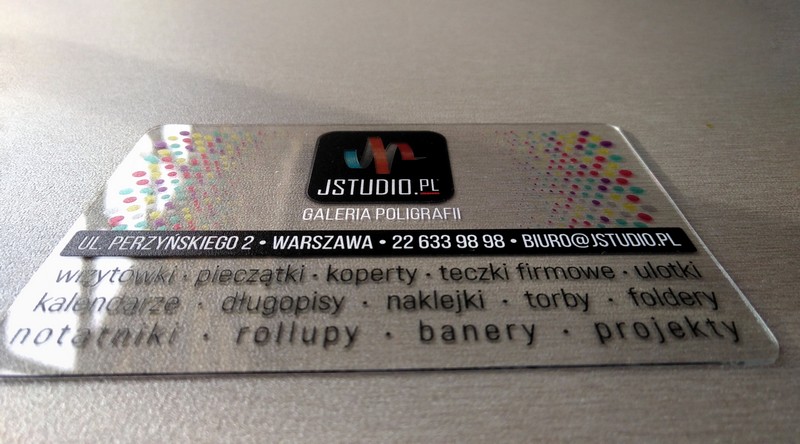 JSTUDIO.PL
GALERIA POLIGRAFII
UL. PERZYŃSKIEGO 2 • WARSZAWA • 22 633 98 98 • BIURO@JSTUDIO.PL
wizytówki · pieczątki · koperty · teczki firmowe · ulotki
kalendarze · długopisy · naklejki · torby · foldery
notatniki · rollupy · banery · projekty